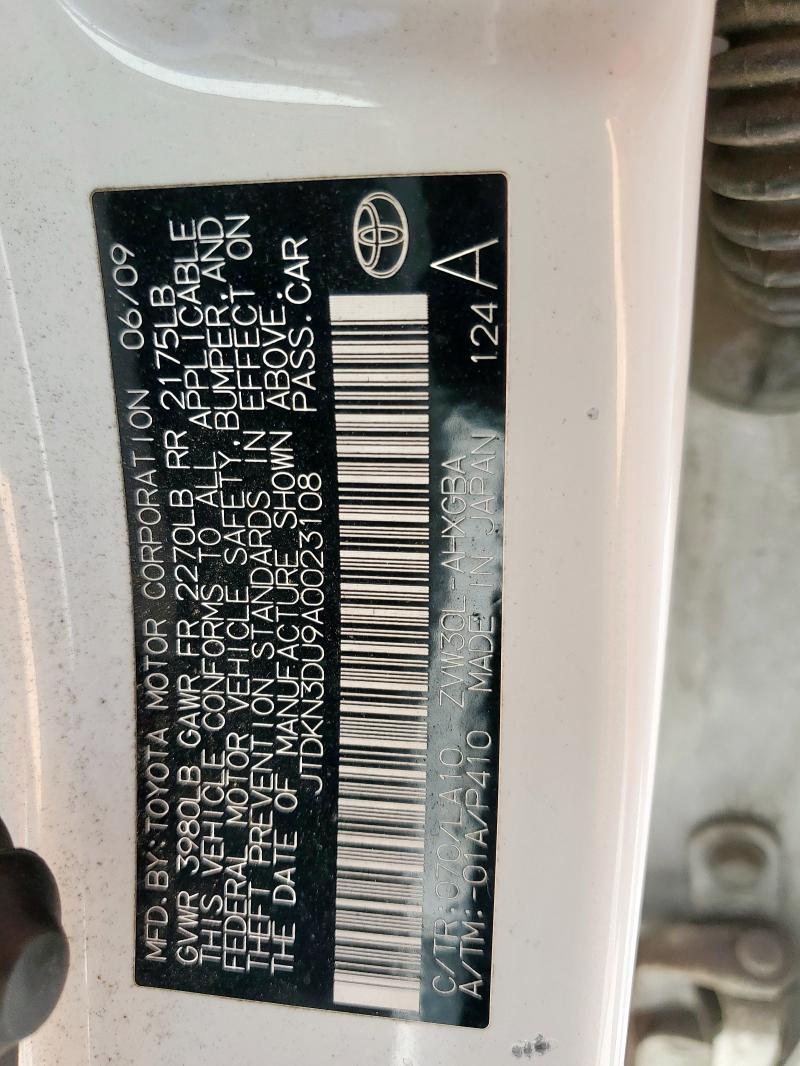 MFD.BY:TOYOTA MOTOR CORPORATION 06/09
GVWR 3980LB GAWR FR 2270LB RR 2175LB
THIS VEHICLE CONFORMS TO ALL APPLICABLE
FEDERAL MOTOR VEHICLE SAFETY,BUMPER,AND
THEFT PREVENTION STANDARDS IN EFFECT ON
THE DATE OF MANUFACTURE SHOWN ABOVE.
JTDKN3DU9A0023108 PASS.CAR
C/TR:070/LA10 ZVW30L-AHXGBA
A/TM:-01A/P410 MADE IN JAPAN 124 A